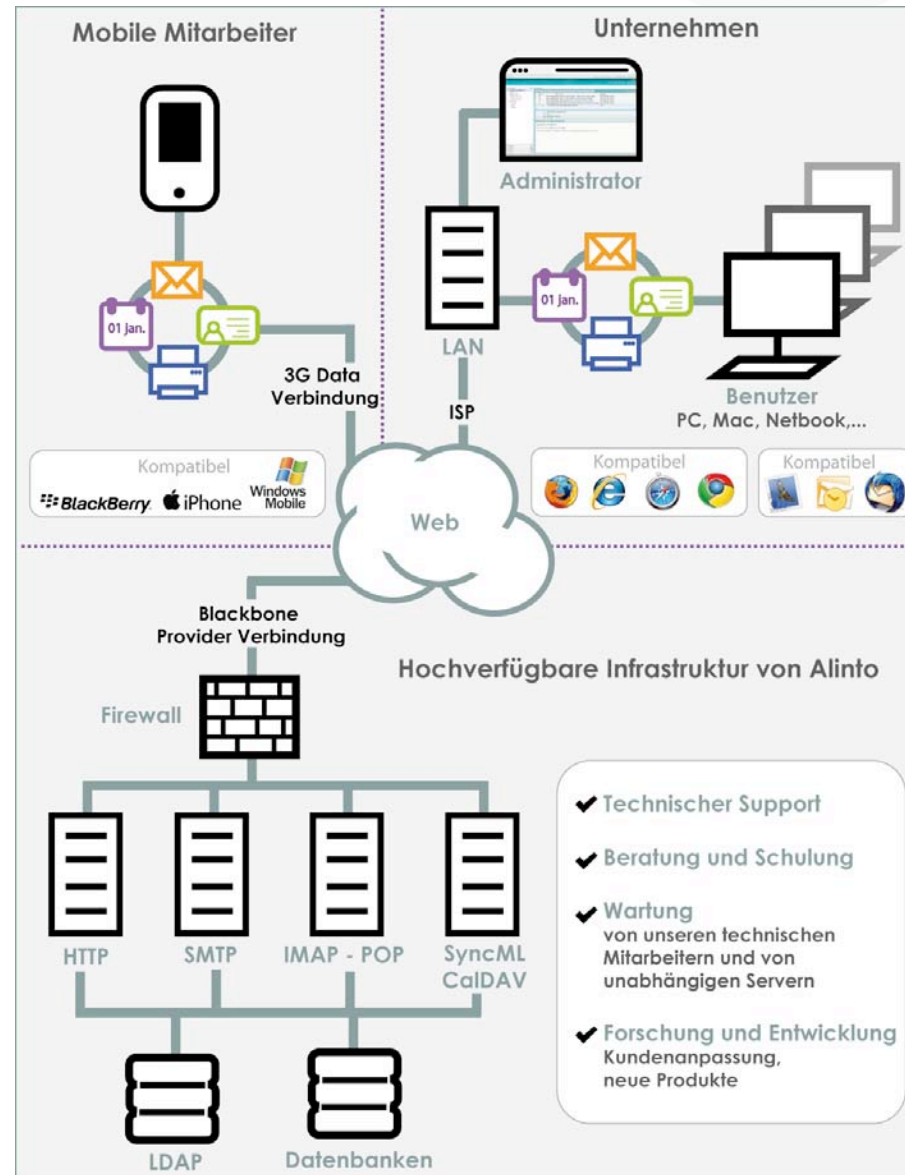 Mobile Mitarbeiter
01 Jan.
3G Data
Verbindung
Kompatibel
BlackBerry
iPhone
Windows
Mobile
Unternehmen
Administrator
LAN
01 Jan.
ISP
Benutzer
PC, Mac, Netbook,...
Kompatibel
Kompatibel
Web
Blackbone
Provider Verbindung
Hochverfügbare Infrastruktur von Alinto
Firewall
HTTP
SMTP
IMAP - POP
SyncML
CalDAV
LDAP
Datenbanken
Technischer Support
Beratung und Schulung
Wartung
von unseren technischen
Mitarbeitern und von
unabhängigen Servern
Forschung und Entwicklung
Kundenanpassung,
neue Produkte